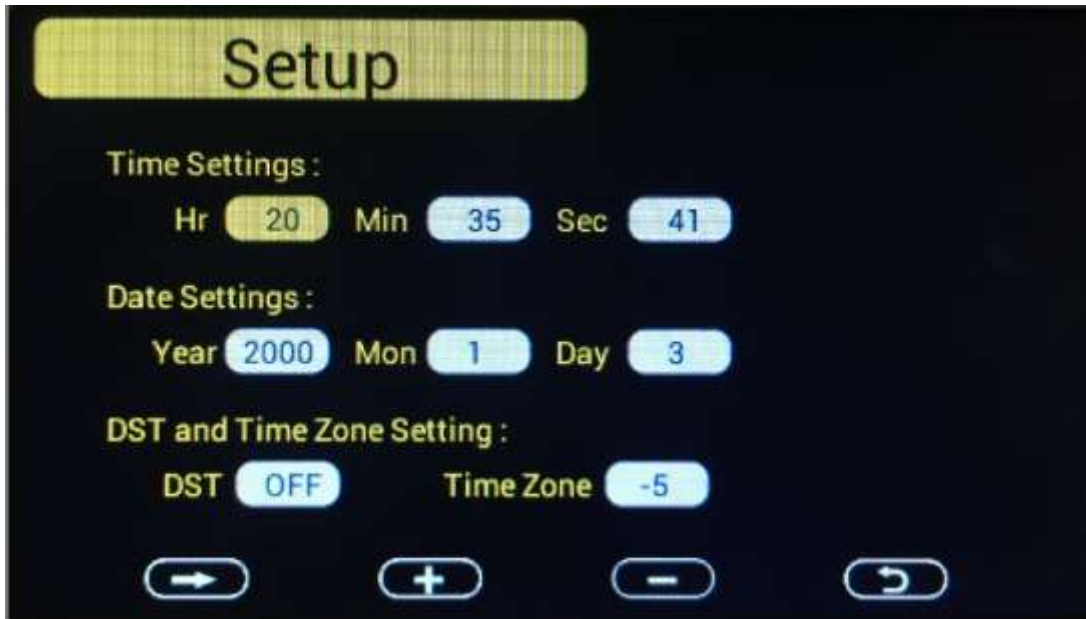 Setup
Time Settings :
Hr 20 Min 35 Sec 41
Date Settings :
Year 2000 Mon 1 Day 3
DST and Time Zone Setting :
DST OFF Time Zone -5